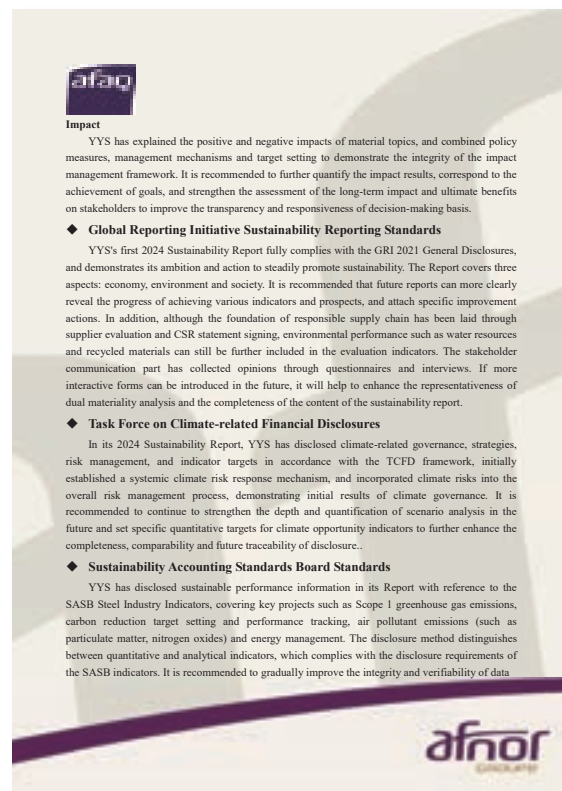 afaq
Impact
YYS has explained the positive and negative impacts of material topics, and combined policy
measures, management mechanisms and target setting to demonstrate the integrity of the impact
management framework. It is recommended to further quantify the impact results, correspond to the
achievement of goals, and strengthen the assessment of the long-term impact and ultimate benefits
on stakeholders to improve the transparency and responsiveness of decision-making basis.
◆ Global Reporting Initiative Sustainability Reporting Standards
YYS's first 2024 Sustainability Report fully complies with the GRI 2021 General Disclosures,
and demonstrates its ambition and action to steadily promote sustainability. The Report covers three
aspects: economy, environment and society. It is recommended that future reports can more clearly
reveal the progress of achieving various indicators and prospects, and attach specific improvement
actions. In addition, although the foundation of responsible supply chain has been laid through
supplier evaluation and CSR statement signing, environmental performance such as water resources
and recycled materials can still be further included in the evaluation indicators. The stakeholder
communication part has collected opinions through questionnaires and interviews. If more
interactive forms can be introduced in the future, it will help to enhance the representativeness of
dual materiality analysis and the completeness of the content of the sustainability report.
◆ Task Force on Climate-related Financial Disclosures
In its 2024 Sustainability Report, YYS has disclosed climate-related governance, strategies,
risk management, and indicator targets in accordance with the TCFD framework, initially
established a systemic climate risk response mechanism, and incorporated climate risks into the
overall risk management process, demonstrating initial results of climate governance. It is
recommended to continue to strengthen the depth and quantification of scenario analysis in the
future and set specific quantitative targets for climate opportunity indicators to further enhance the
completeness, comparability and future traceability of disclosure..
◆ Sustainability Accounting Standards Board Standards
YYS has disclosed sustainable performance information in its Report with reference to the
SASB Steel Industry Indicators, covering key projects such as Scope 1 greenhouse gas emissions,
carbon reduction target setting and performance tracking, air pollutant emissions (such as
particulate matter, nitrogen oxides) and energy management. The disclosure method distinguishes
between quantitative and analytical indicators, which complies with the disclosure requirements of
the SASB indicators. It is recommended to gradually improve the integrity and verifiability of data
afnor
GROUPE